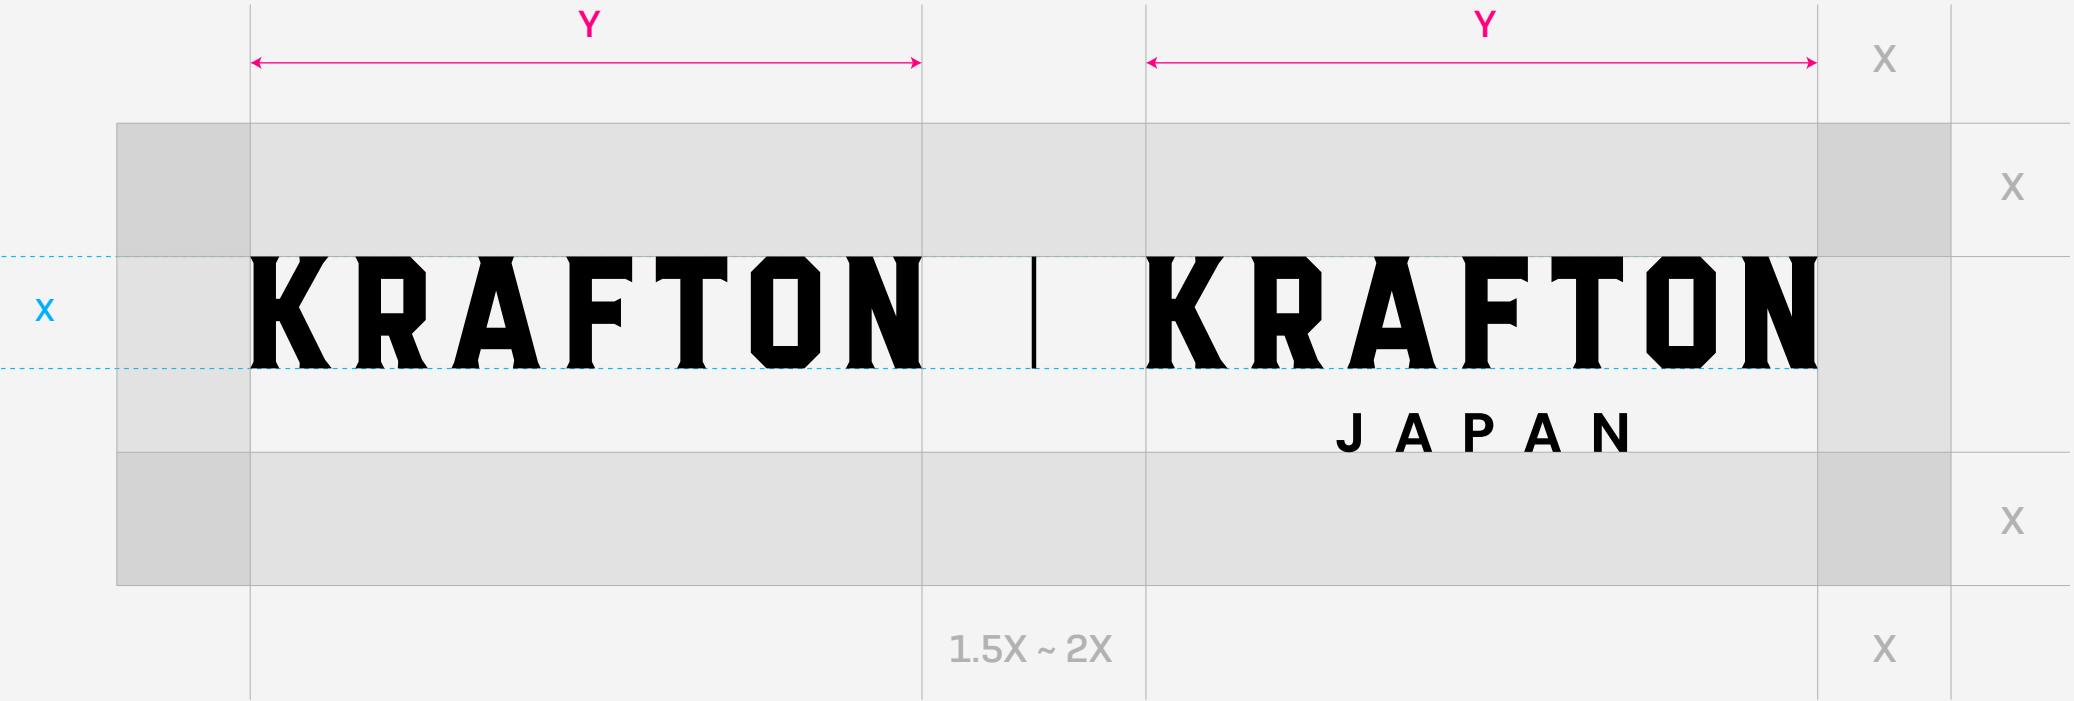 Y Y
X
X
X
KRAFTON | KRAFTON
JAPAN
X
1.5X ~ 2X X